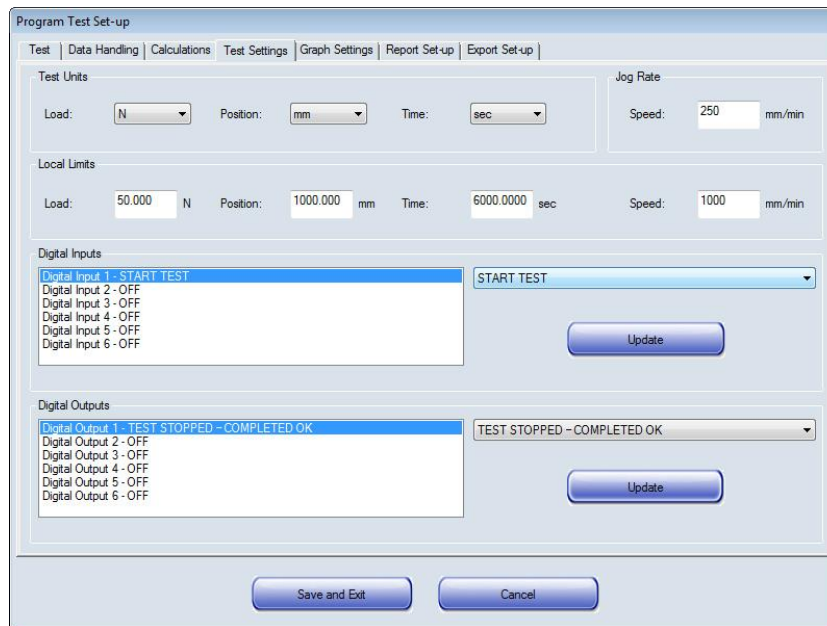 Program Test Set-up
Test Data Handling Calculations Test Settings Graph Settings Report Set-up Export Set-up
Test Units
Load: N Position: mm Time: sec
Jog Rate
Speed: 250 mm/min
Local Limits
Load: 50.000 N Position: 1000.000 mm Time: 6000.0000 sec Speed: 1000 mm/min
Digital Inputs
Digital Input 1 - START TEST
Digital Input 2 - OFF
Digital Input 3 - OFF
Digital Input 4 - OFF
Digital Input 5 - OFF
Digital Input 6 - OFF
START TEST
Update
Digital Outputs
Digital Output 1 - TEST STOPPED – COMPLETED OK
Digital Output 2 - OFF
Digital Output 3 - OFF
Digital Output 4 - OFF
Digital Output 5 - OFF
Digital Output 6 - OFF
TEST STOPPED – COMPLETED OK
Update
Save and Exit Cancel